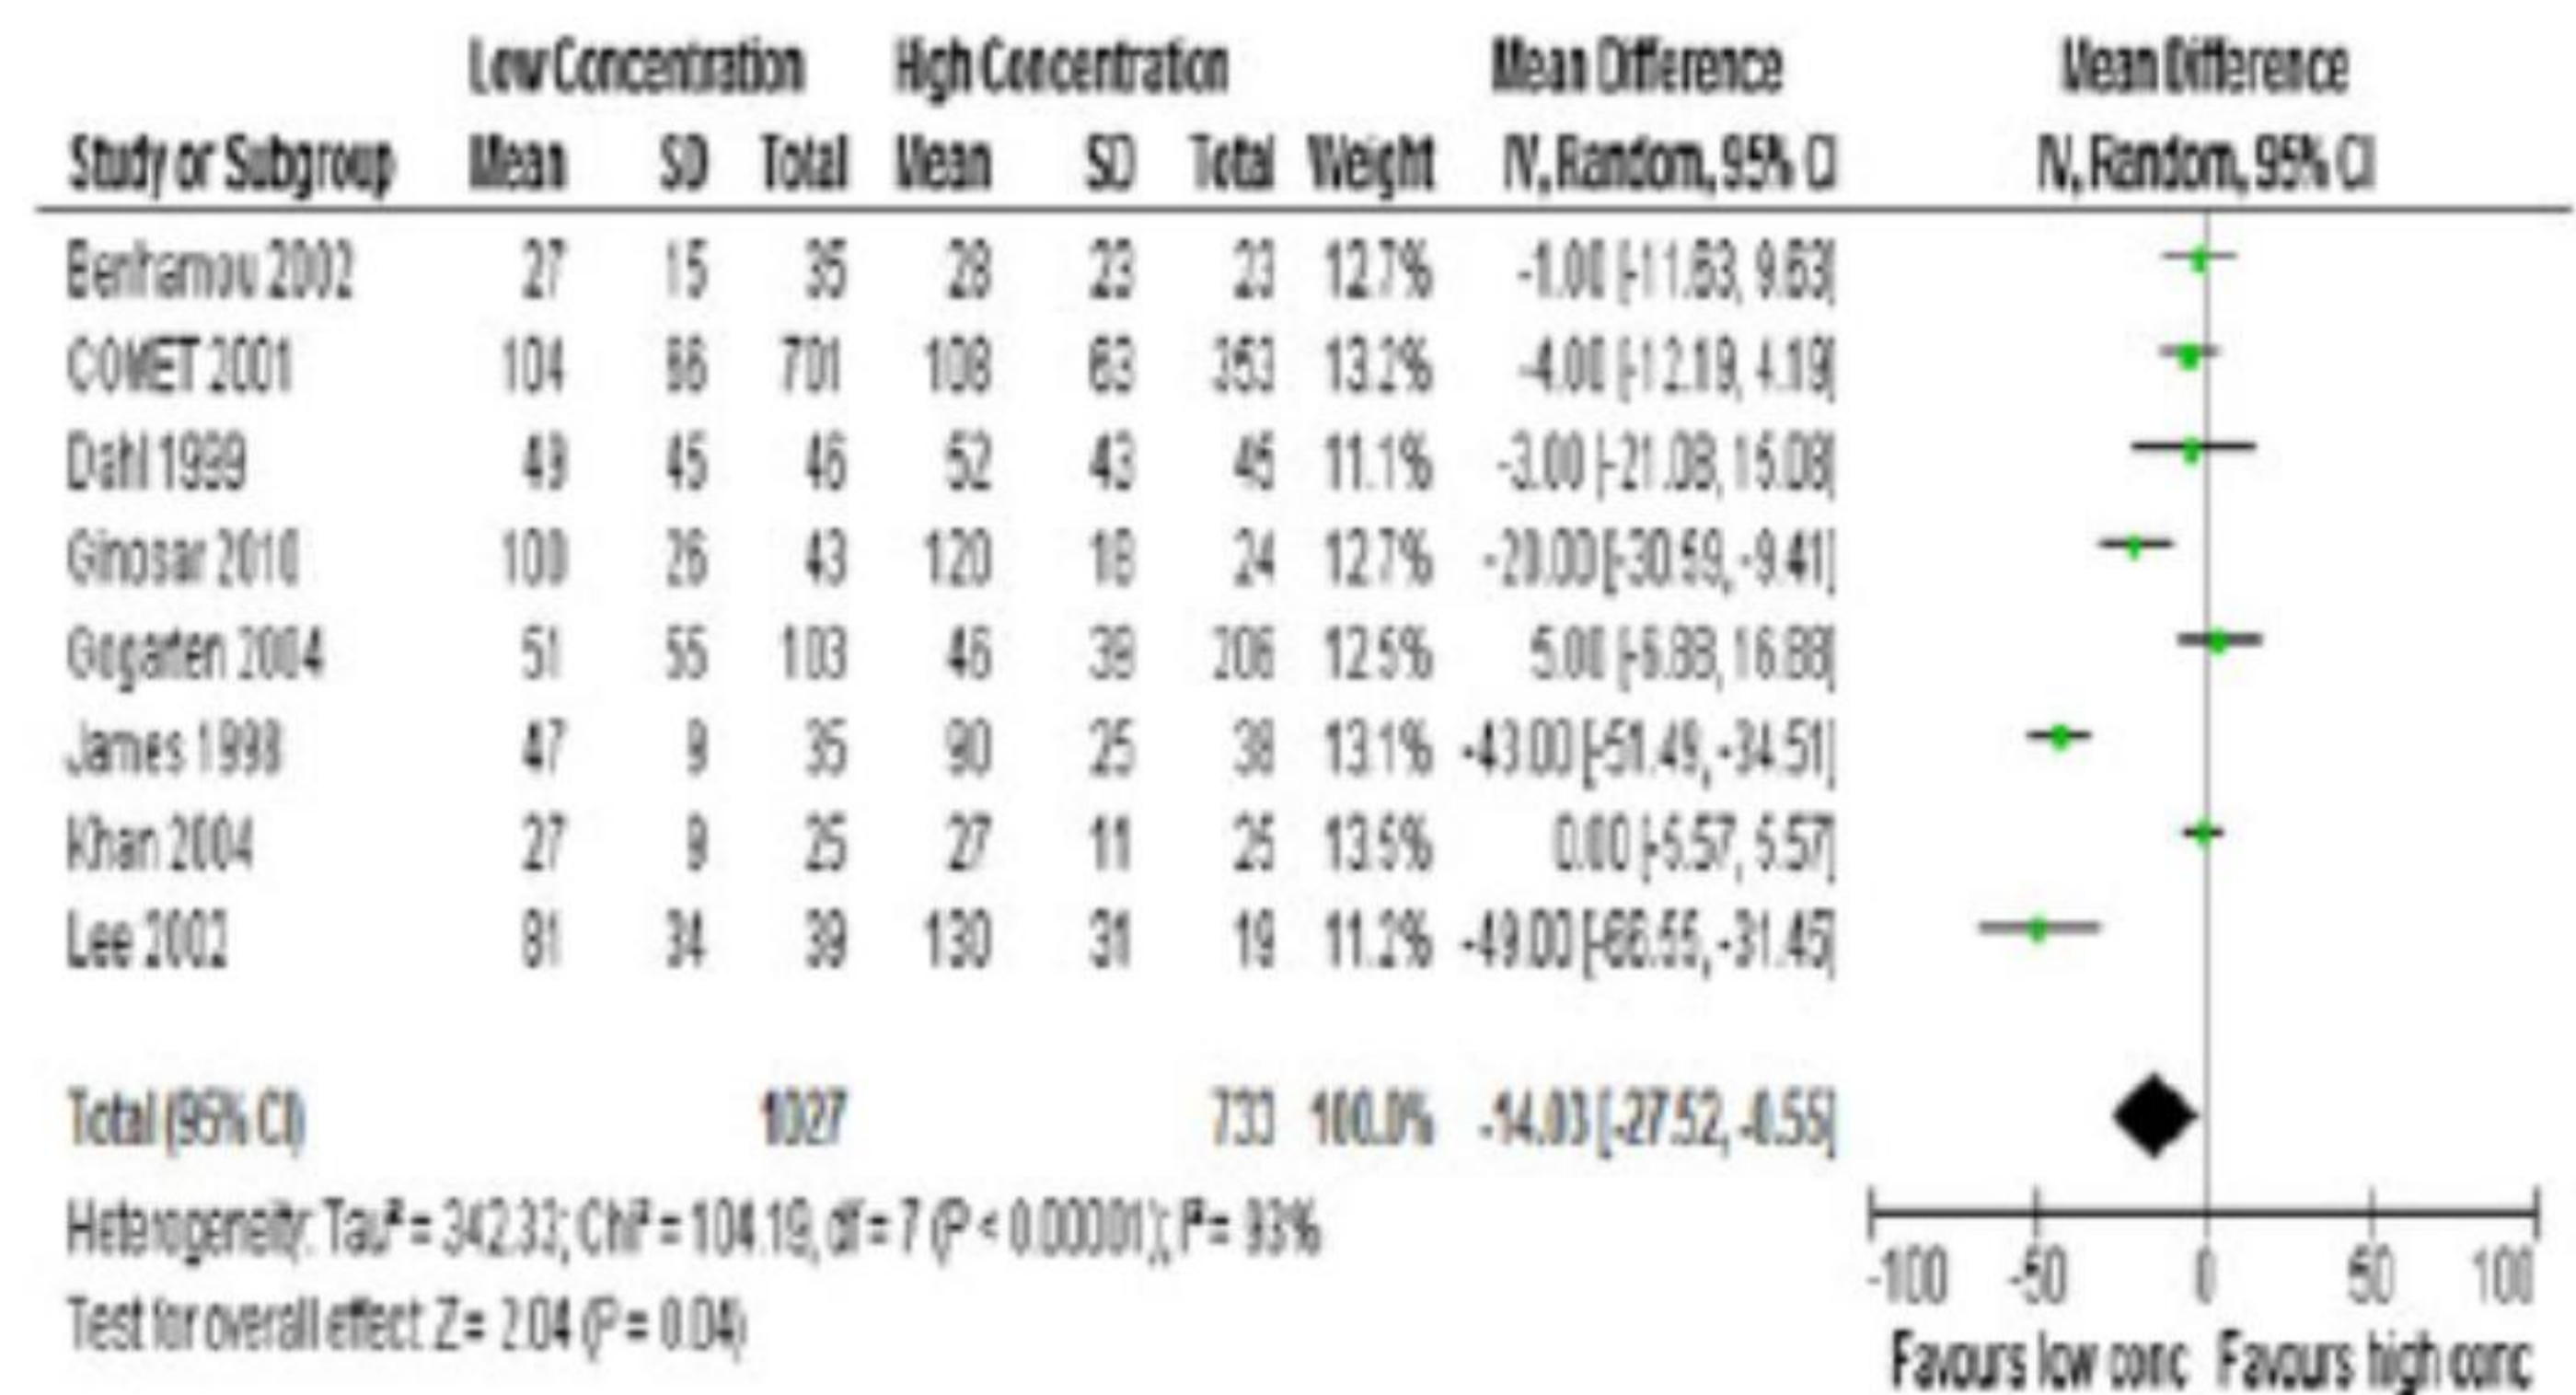 Low Concentration High Concentration Mean Difference Mean Difference
Study or Subgroup Mean SD Total Mean SD Total Weight IV, Random, 95% CI IV, Random, 95% CI
Benhamou 2002 27 15 35 28 23 23 12.7% -1.00 [-11.63, 9.63]
COMET 2001 104 66 701 108 63 353 13.2% -4.00 [-12.19, 4.19]
Dahl 1999 49 45 46 52 43 45 11.1% -3.00 [-21.08, 15.08]
Ginosar 2010 100 26 43 120 18 24 12.7% -20.00 [-30.59, -9.41]
Gogarten 2004 51 55 103 46 39 206 12.5% 5.00 [-6.88, 16.88]
James 1998 47 9 35 90 25 38 13.1% -43.00 [-51.49, -34.51]
Khan 2004 27 9 25 27 11 25 13.5% 0.00 [-5.57, 5.57]
Lee 2002 81 34 39 130 31 19 11.2% -49.00 [-66.55, -31.45]
Total (95% CI) 1027 733 100.0% -14.03 [-27.52, -0.55]
Heterogeneity: Tau² = 342.33; Chi² = 104.19, df = 7 (P < 0.00001); I² = 93%
Test for overall effect: Z = 2.04 (P = 0.04)
-100 -50 0 50 100
Favours low conc Favours high conc